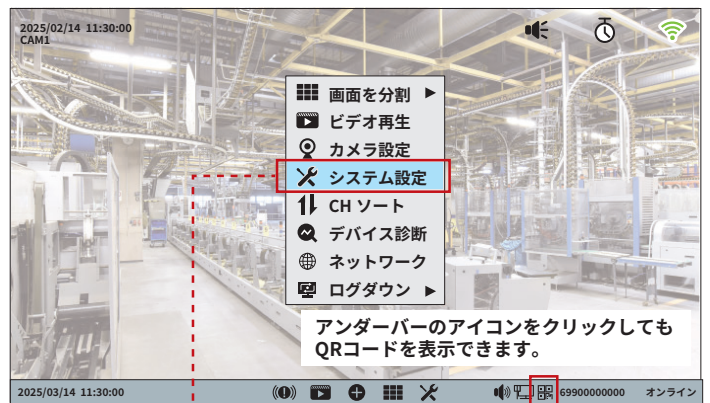 2025/02/14 11:30:00
CAM1
画面を分割 ▶
ビデオ再生
カメラ設定
システム設定
CH ソート
デバイス診断
ネットワーク
ログダウン ▶
アンダーバーのアイコンをクリックしても
QRコードを表示できます。
2025/03/14 11:30:00 69900000000 オンライン